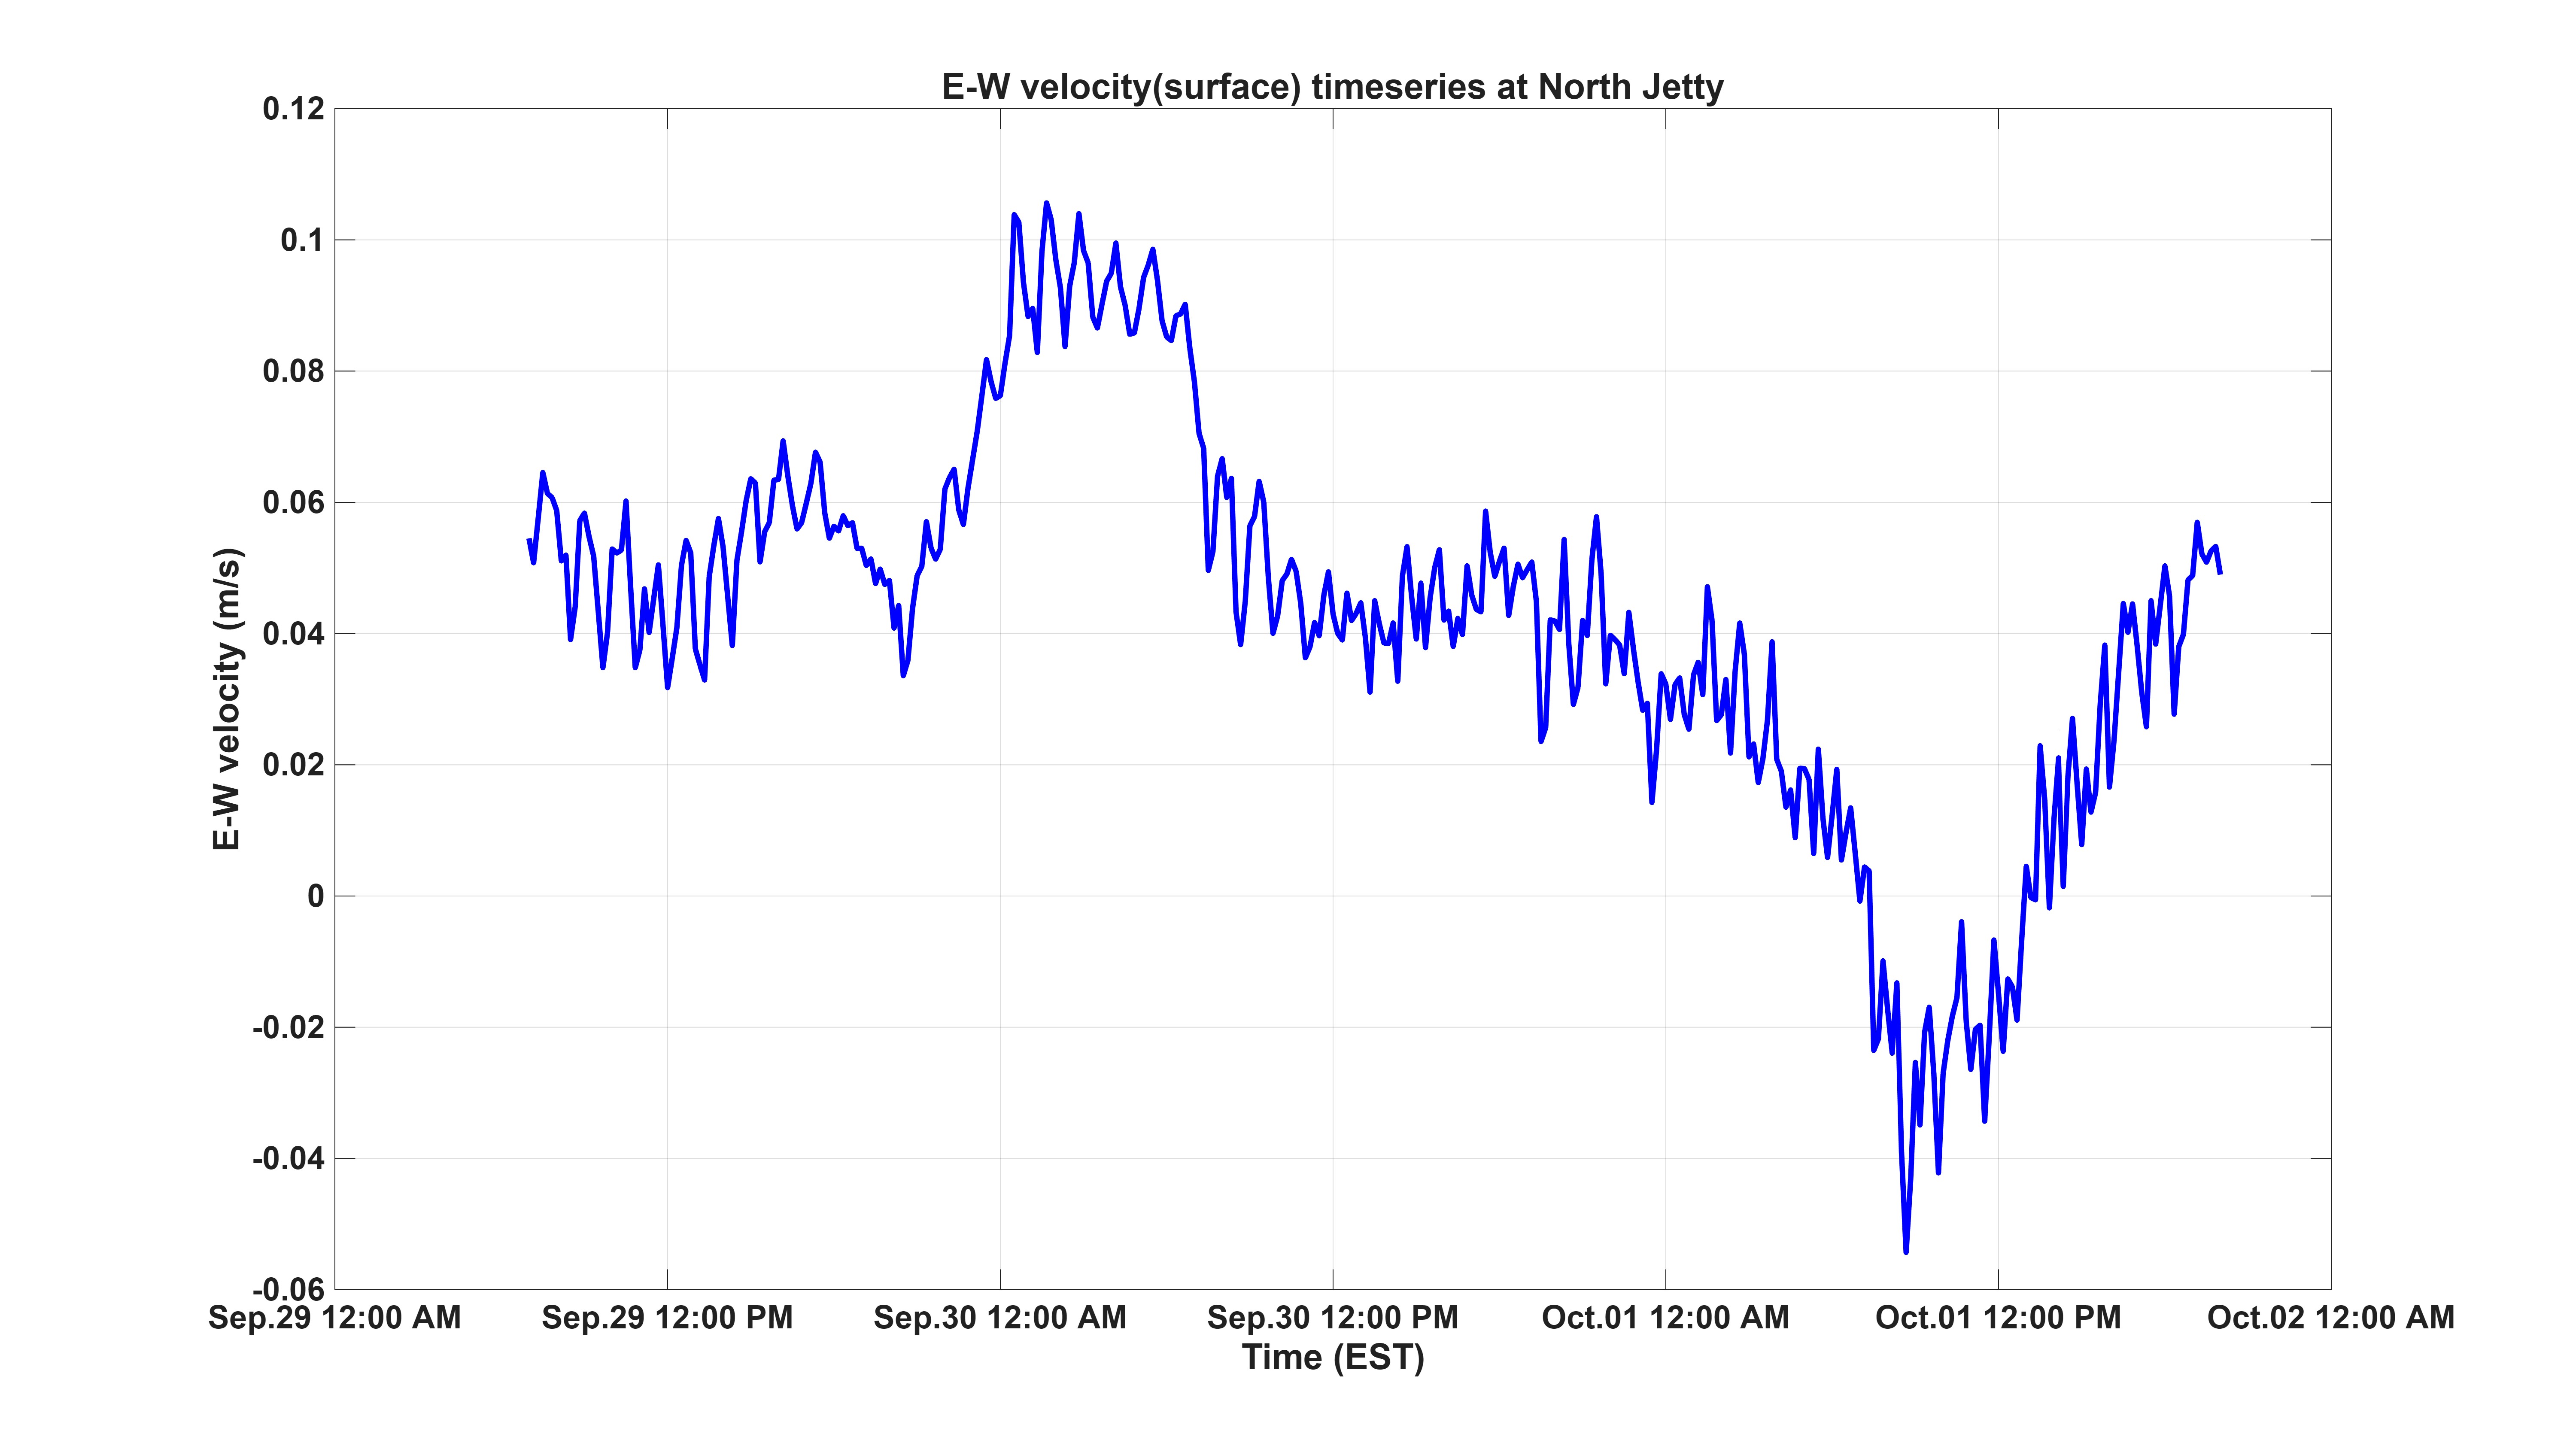 E-W velocity(surface) timeseries at North Jetty
0.12
0.1
0.08
0.06
0.04
0.02
0
-0.02
-0.04
-0.06
E-W velocity (m/s)
Sep.29 12:00 AM
Sep.29 12:00 PM
Sep.30 12:00 AM
Sep.30 12:00 PM
Oct.01 12:00 AM
Oct.01 12:00 PM
Oct.02 12:00 AM
Time (EST)